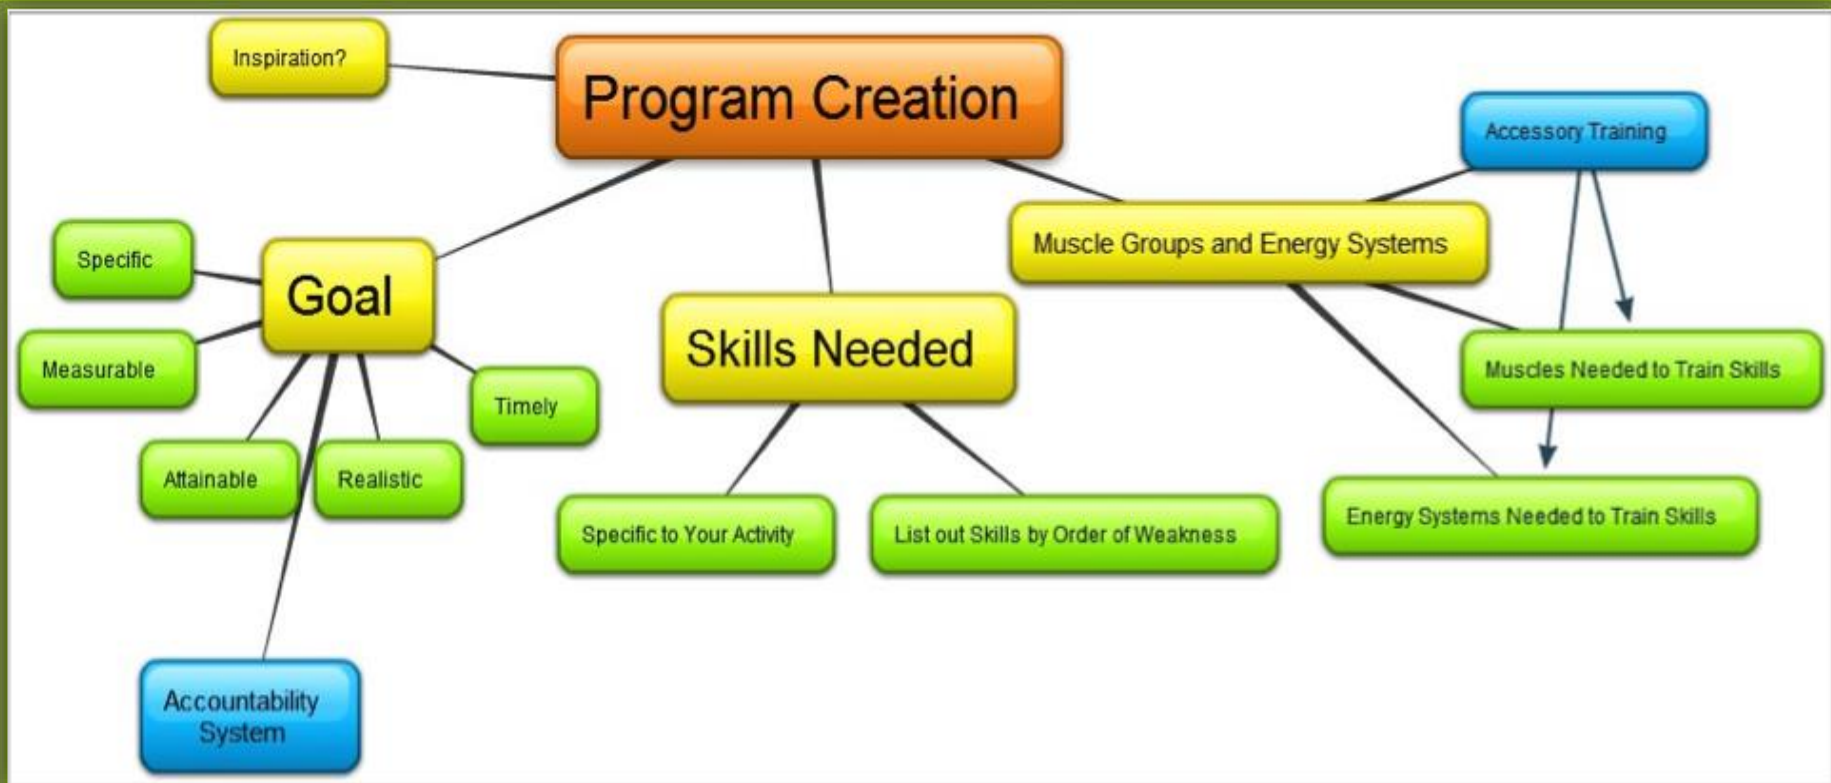 Inspiration?
Program Creation
Accessory Training
Muscle Groups and Energy Systems
Specific
Goal
Skills Needed
Measurable
Muscles Needed to Train Skills
Timely
Attainable
Realistic
Specific to Your Activity
List out Skills by Order of Weakness
Energy Systems Needed to Train Skills
Accountability
System